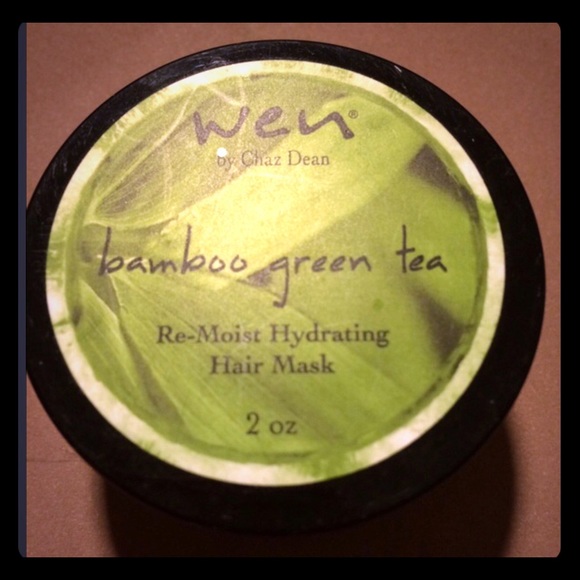 wen®
by Chaz Dean
bamboo green tea
Re-Moist Hydrating
Hair Mask
2 oz